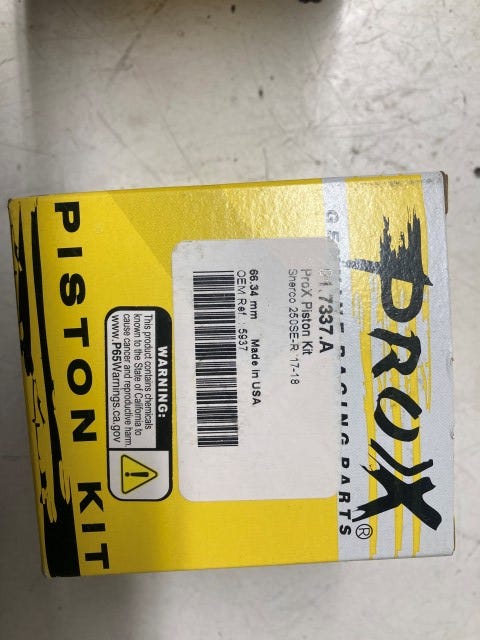 PROX®
GENUINE RACING PARTS
01.7337.A
ProX Piston Kit
Sherco 250SE-R '17-18
66.34 mm Made in USA
OEM Ref : 5937
WARNING:
This product contains chemicals
known to the State of California to
cause cancer and reproductive harm.
www.P65Warnings.ca.gov
PISTON KIT